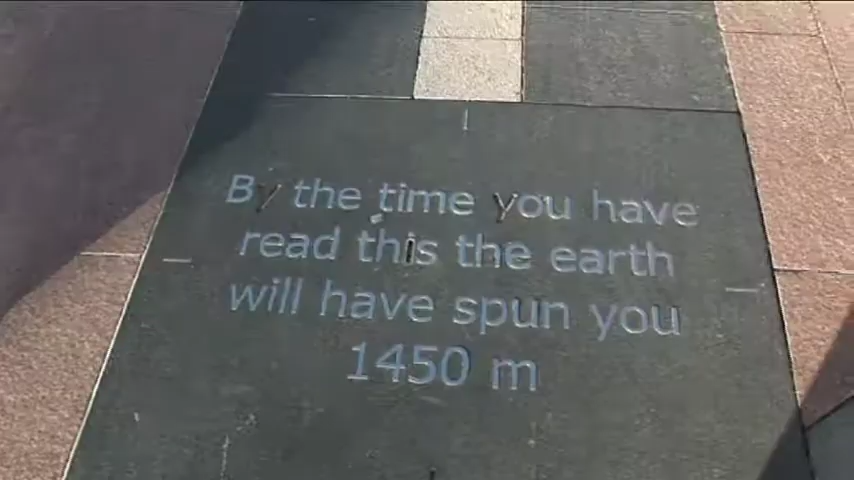 By the time you have
read this the earth
will have spun you
1450 m